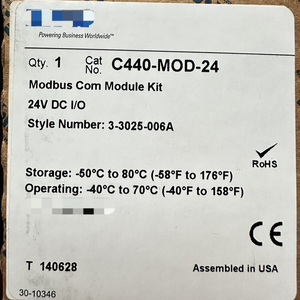 Powering Business Worldwide™
Qty. 1 Cat No. C440-MOD-24
Modbus Com Module Kit
24V DC I/O
Style Number: 3-3025-006A
RoHS
Storage: -50°C to 80°C (-58°F to 176°F)
Operating: -40°C to 70°C (-40°F to 158°F)
CE
T 140628 Assembled in USA
30-10346